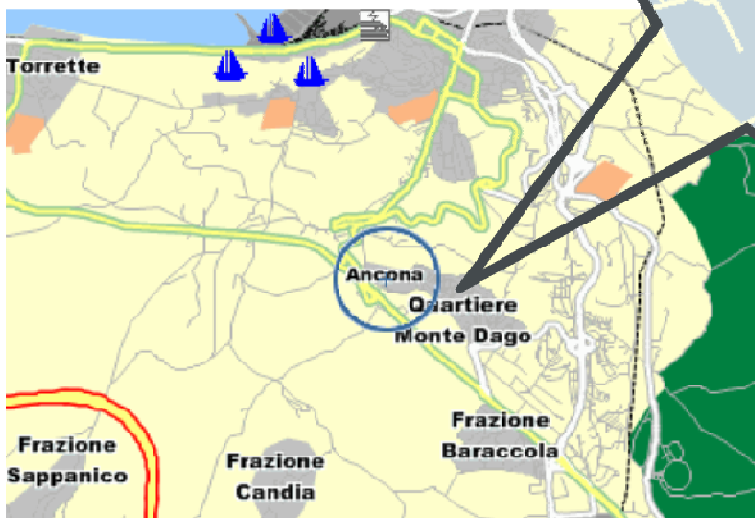 Torrette
Ancona
Quartiere
Monte Dago
Frazione
Baraccola
Frazione
Sappanico
Frazione
Candia